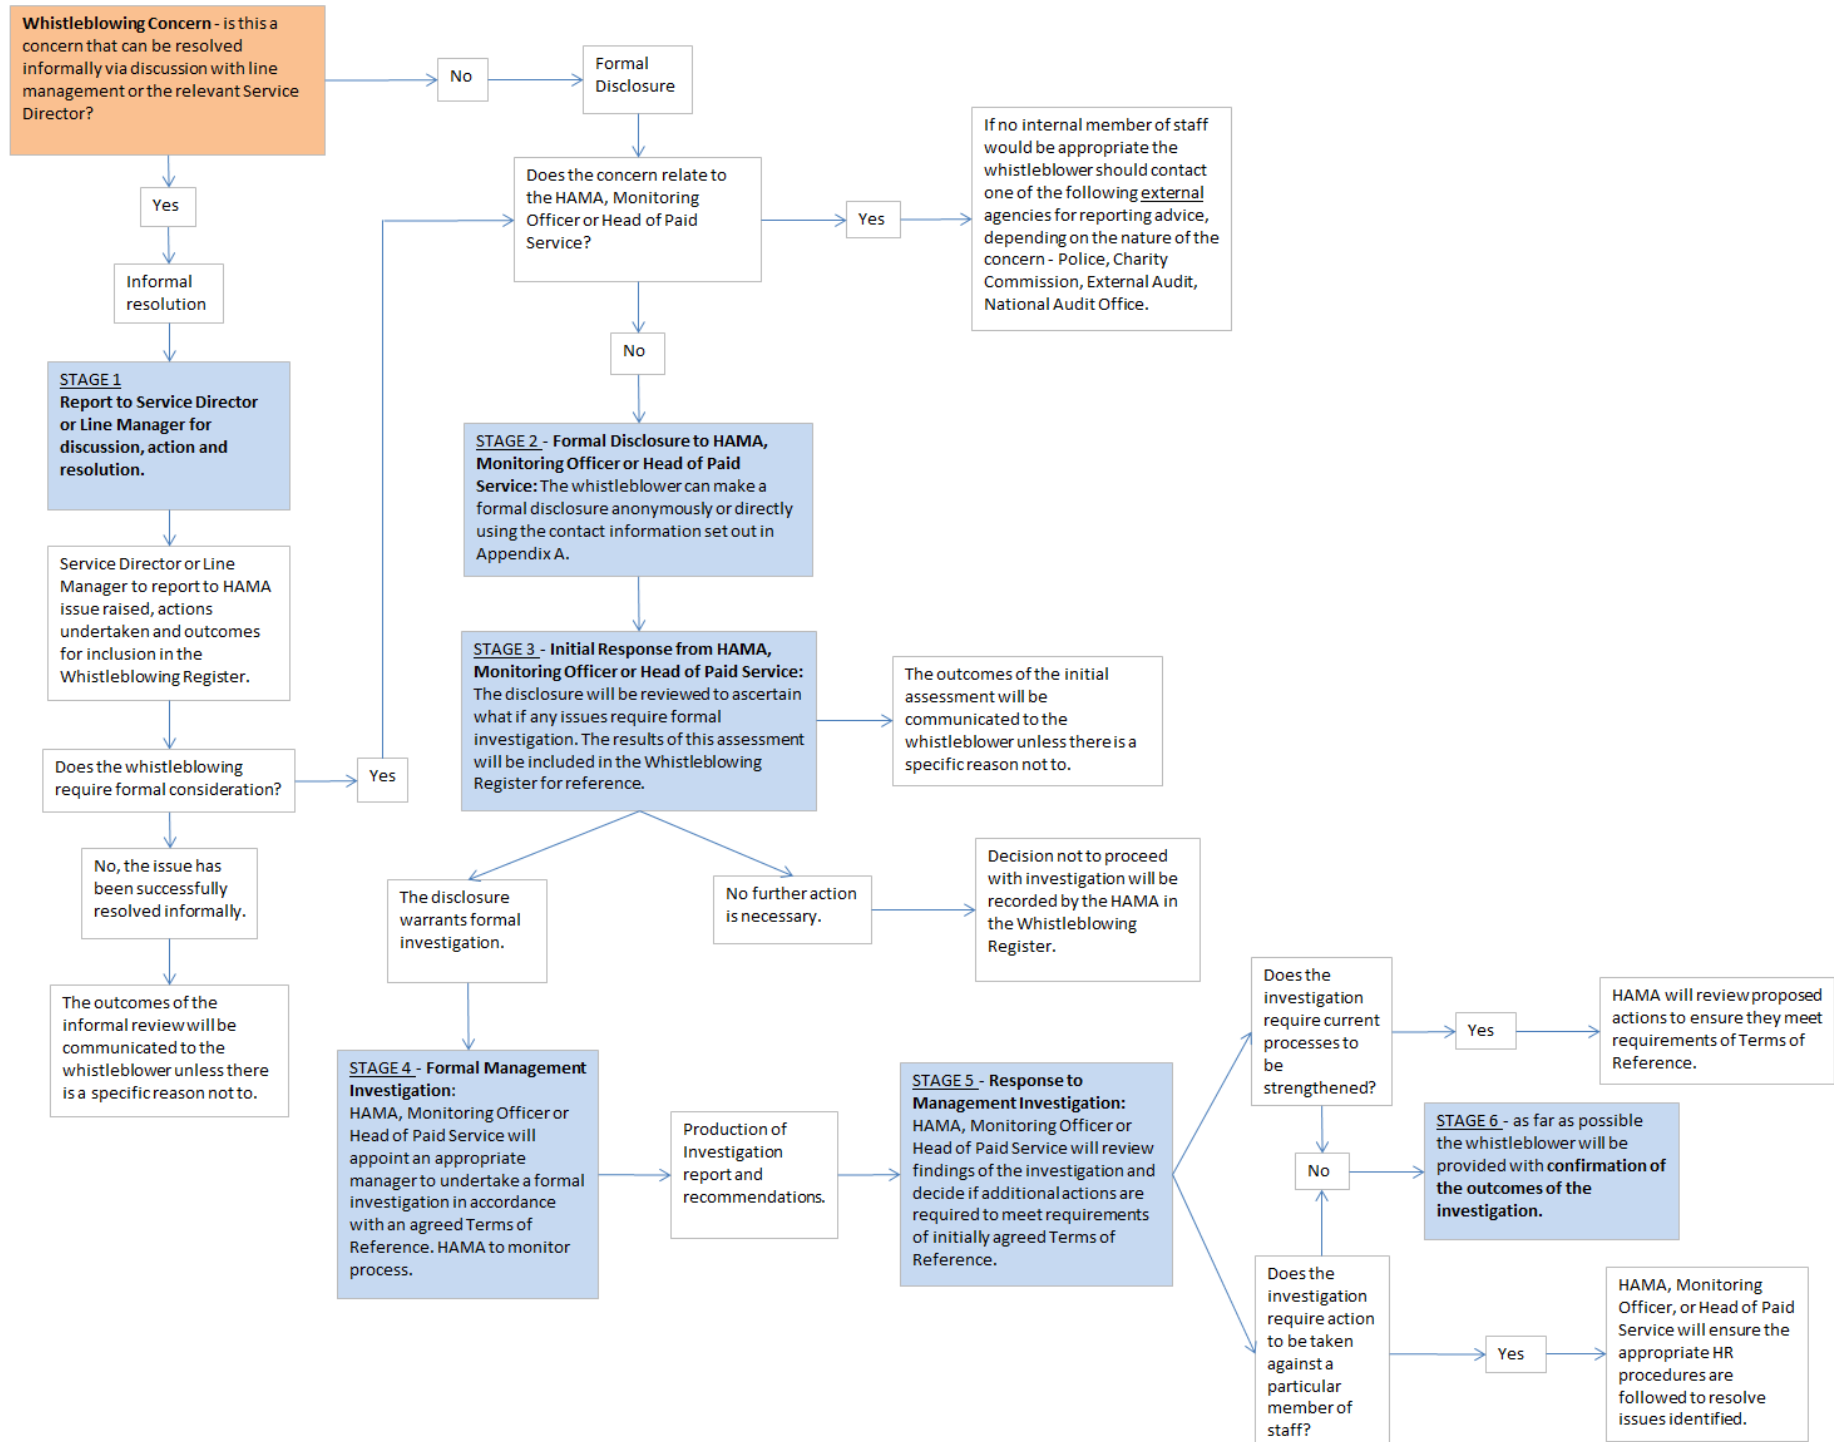 Whistleblowing Concern - is this a
concern that can be resolved
informally via discussion with line
management or the relevant Service
Director?
No
Formal
Disclosure
Yes
Informal
resolution
STAGE 1
Report to Service Director
or Line Manager for
discussion, action and
resolution.
Service Director or Line
Manager to report to HAMA
issue raised, actions
undertaken and outcomes
for inclusion in the
Whistleblowing Register.
Does the whistleblowing
require formal consideration?
Yes
No, the issue has
been successfully
resolved informally.
The outcomes of the
informal review will be
communicated to the
whistleblower unless there
is a specific reason not to.
Does the concern relate to
the HAMA, Monitoring
Officer or Head of Paid
Service?
Yes
If no internal member of staff
would be appropriate the
whistleblower should contact
one of the following external
agencies for reporting advice,
depending on the nature of the
concern - Police, Charity
Commission, External Audit,
National Audit Office.
No
STAGE 2 - Formal Disclosure to HAMA,
Monitoring Officer or Head of Paid
Service: The whistleblower can make a
formal disclosure anonymously or directly
using the contact information set out in
Appendix A.
STAGE 3 - Initial Response from HAMA,
Monitoring Officer or Head of Paid Service:
The disclosure will be reviewed to ascertain
what if any issues require formal
investigation. The results of this assessment
will be included in the Whistleblowing
Register for reference.
The outcomes of the initial
assessment will be
communicated to the
whistleblower unless there is a
specific reason not to.
The disclosure
warrants formal
investigation.
No further action
is necessary.
Decision not to proceed
with investigation will be
recorded by the HAMA in
the Whistleblowing
Register.
STAGE 4 - Formal Management
Investigation:
HAMA, Monitoring Officer or
Head of Paid Service will
appoint an appropriate
manager to undertake a formal
investigation in accordance
with an agreed Terms of
Reference. HAMA to monitor
process.
Production of
Investigation
report and
recommendations.
STAGE 5 - Response to
Management Investigation:
HAMA, Monitoring Officer or
Head of Paid Service will review
findings of the investigation and
decide if additional actions are
required to meet requirements
of initially agreed Terms of
Reference.
Does the
investigation
require current
processes to
be
strengthened?
Yes
HAMA will review proposed
actions to ensure they meet
requirements of Terms of
Reference.
No
STAGE 6 - as far as possible
the whistleblower will be
provided with confirmation of
the outcomes of the
investigation.
Does the
investigation
require action
to be taken
against a
particular
member of
staff?
Yes
HAMA, Monitoring
Officer, or Head of Paid
Service will ensure the
appropriate HR
procedures are
followed to resolve
issues identified.